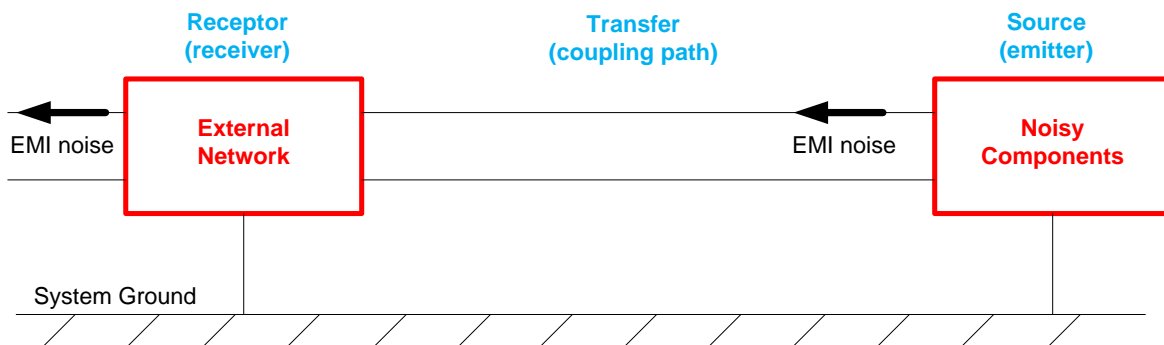 Receptor
(receiver)
Transfer
(coupling path)
Source
(emitter)
EMI noise
External
Network
EMI noise
Noisy
Components
System Ground